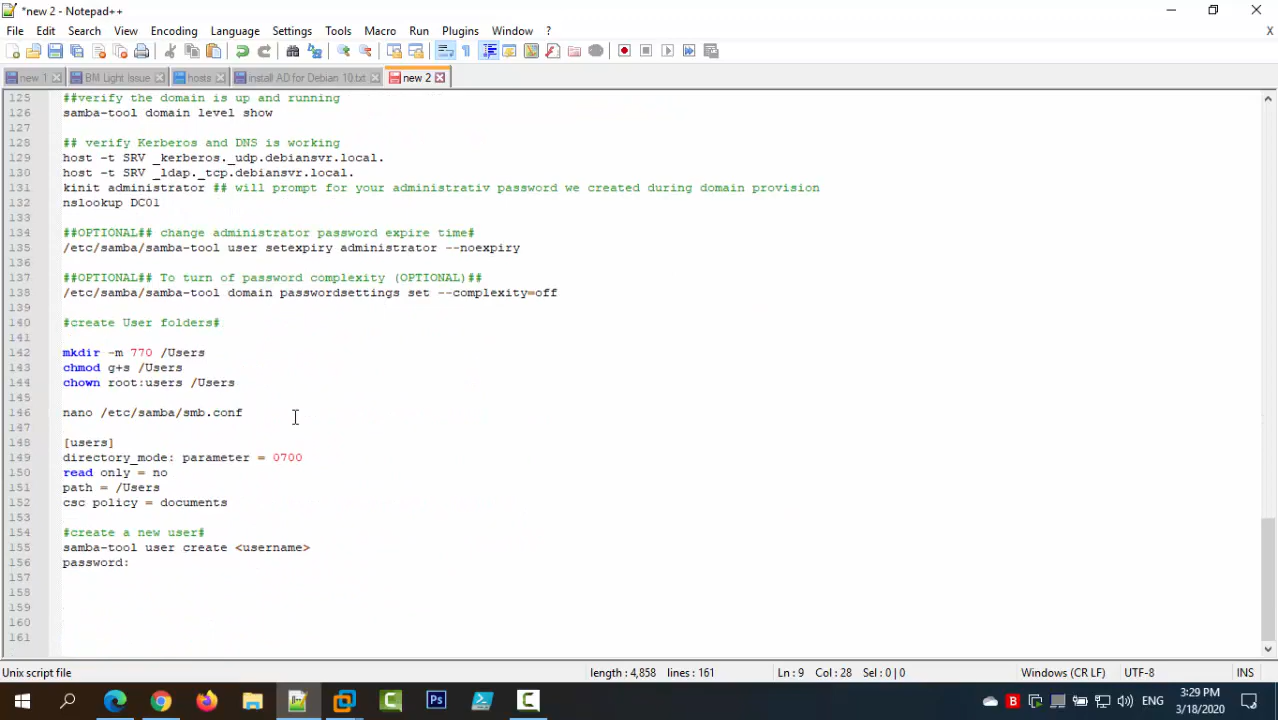 *new 2 - Notepad++
File Edit Search View Encoding Language Settings Tools Macro Run Plugins Window ? X
new 1 BM Light Issue hosts install AD for Debian 10.txt new 2
125 ##verify the domain is up and running
126 samba-tool domain level show
127
128 ## verify Kerberos and DNS is working
129 host -t SRV _kerberos._udp.debiansvr.local.
130 host -t SRV _ldap._tcp.debiansvr.local.
131 kinit administrator ## will prompt for your administrativ password we created during domain provision
132 nslookup DC01
133
134 ##OPTIONAL## change administrator password expire time#
135 /etc/samba/samba-tool user setexpiry administrator --noexpiry
136
137 ##OPTIONAL## To turn of password complexity (OPTIONAL)##
138 /etc/samba/samba-tool domain passwordsettings set --complexity=off
139
140 #create User folders#
141
142 mkdir -m 770 /Users
143 chmod g+s /Users
144 chown root:users /Users
145
146 nano /etc/samba/smb.conf
147
148 [users]
149 directory_mode: parameter = 0700
150 read only = no
151 path = /Users
152 csc policy = documents
153
154 #create a new user#
155 samba-tool user create <username>
156 password:
157
158
159
160
161
Unix script file length : 4,858 lines : 161 Ln : 9 Col : 28 Sel : 0 | 0 Windows (CR LF) UTF-8 INS
ENG 3:29 PM
3/18/2020